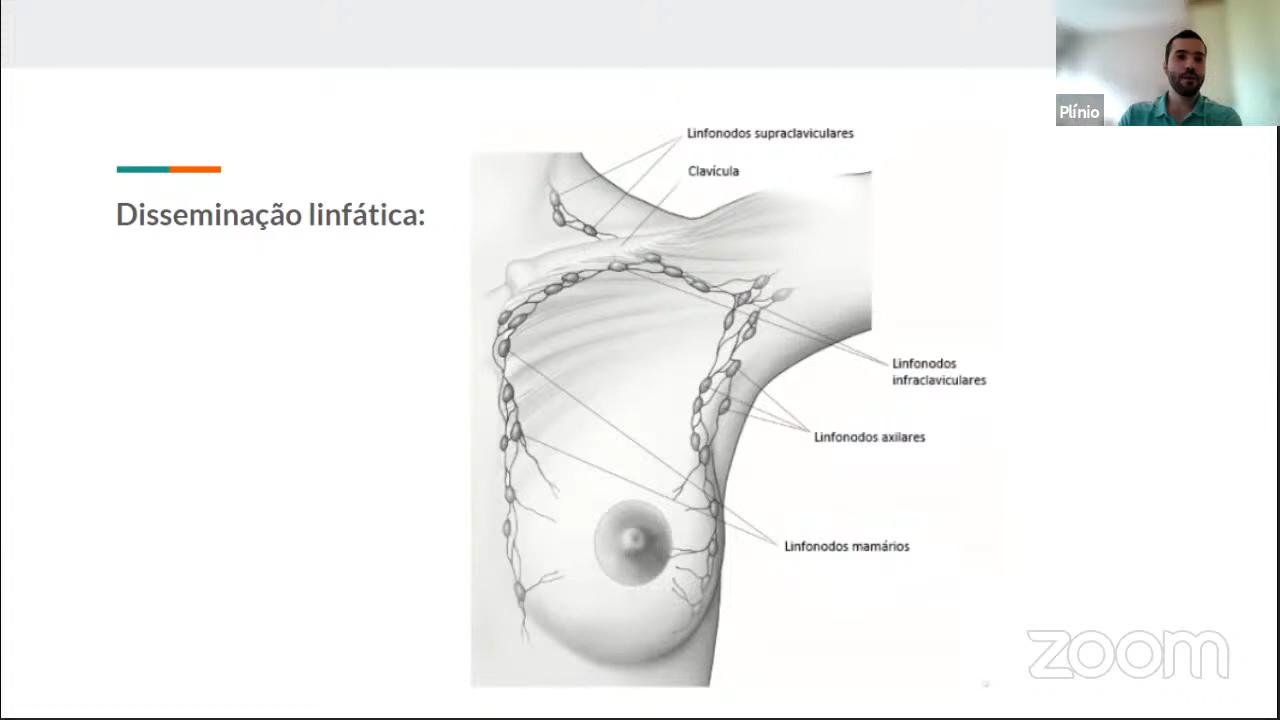 Plínio
Linfonodos supraclaviculares
Clavícula
Disseminação linfática:
Linfonodos
infraclaviculares
Linfonodos axilares
Linfonodos mamários
zoom